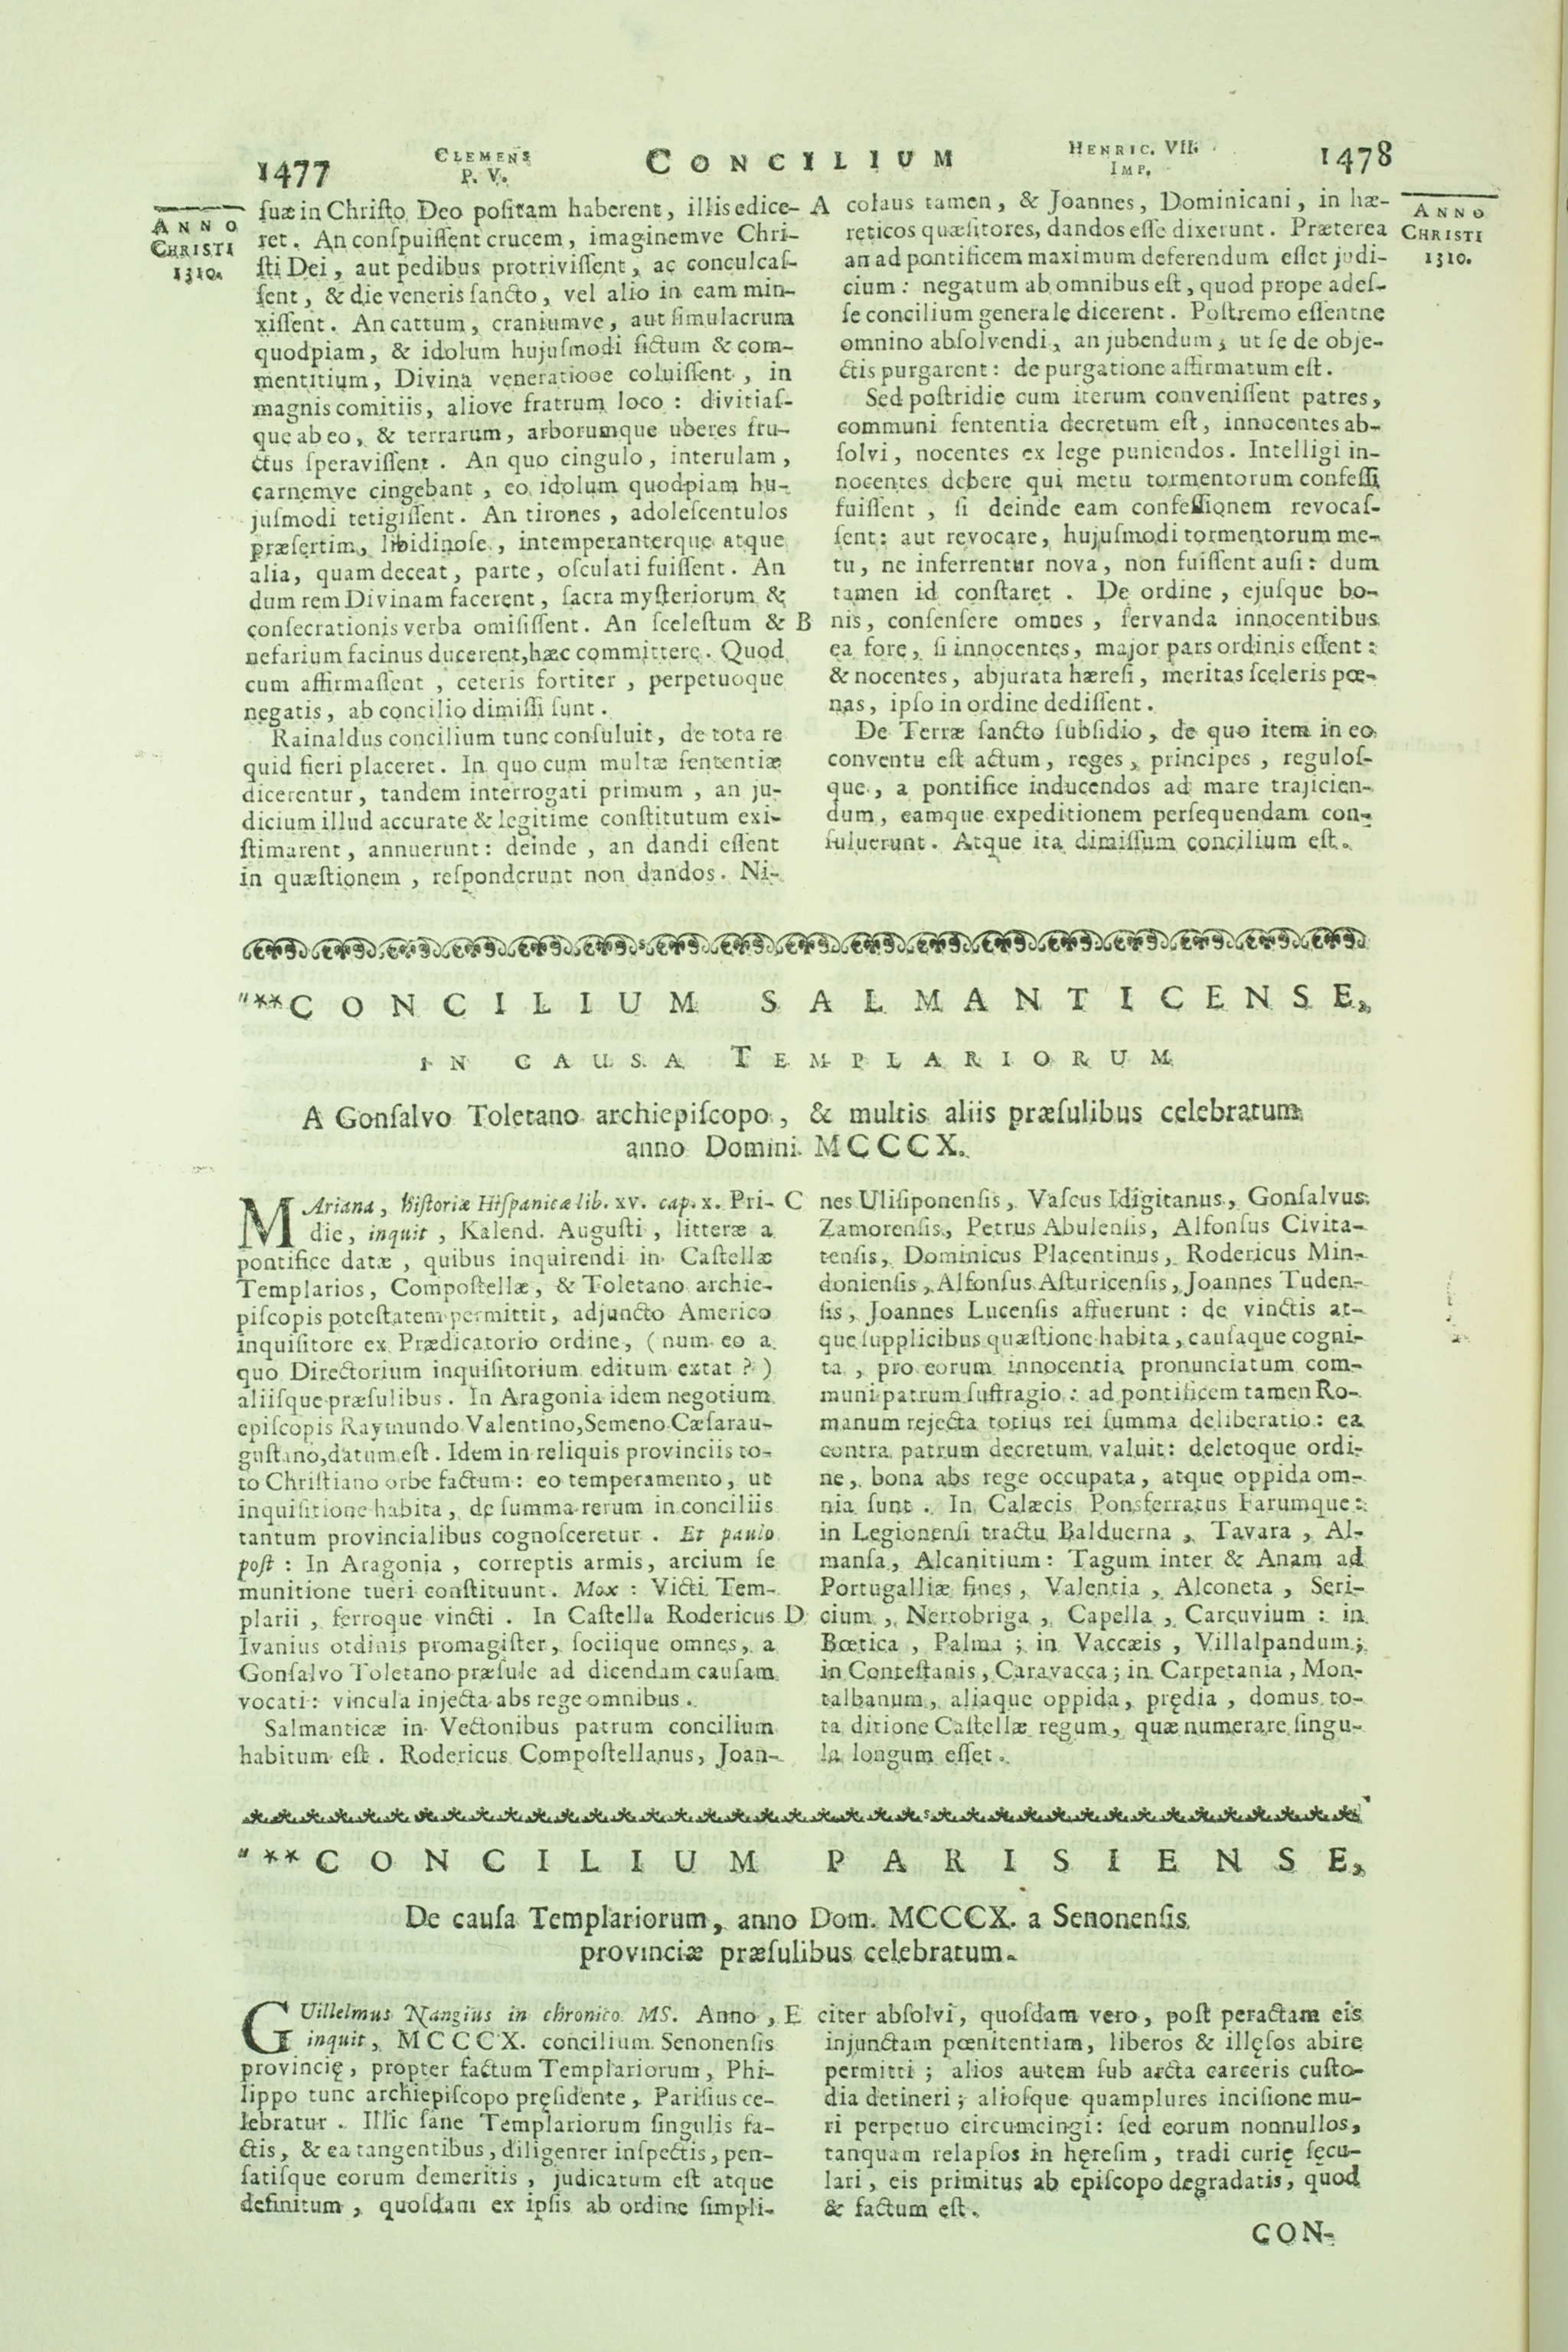 1477
CLEMENS
P. V.
CONCILIUM
HENRIC. VII.
IMP.
1478
ANNO
CHRISTI
1310.
ſuæ in Chriſto Deo poſitam haberent, illis edice-
ret. An conſpuiſſent crucem, imaginemve Chri-
ſti Dei, aut pedibus protriviſſent, ac conculcaſ-
ſent, & die veneris ſancto, vel alio in eam min-
xiſſent. An cattum, craniumve, aut ſimulacrum
quodpiam, & idolum hujuſmodi fictum & com-
mentitium, Divina veneratiooe coluiſſent, in
magnis comitiis, aliove fratrum loco: divitiaſ-
que ab eo, & terrarum, arborumque uberes fru-
ctus ſperaviſſent. An quo cingulo, interulam,
carnemve cingebant, eo idolum quodpiam hu-
juſmodi tetigiſſent. An tirones, adoleſcentulos
præſertim, libidinoſe, intemperanterque atque
alia, quam deceat, parte, oſculati fuiſſent. An
dum rem Divinam facerent, ſacra myſteriorum &
conſecrationis verba omiſiſſent. An ſceleſtum &
nefarium facinus ducerent, hæc committere. Quod
cum affirmaſſent, ceteris fortiter, perpetuoque
negatis, ab concilio dimiſſi ſunt.
Rainaldus concilium tunc conſuluit, de tota re
quid fieri placeret. In quo cum multæ ſententiæ
dicerentur, tandem interrogati primum, an ju-
dicium illud accurate & legitime conſtitutum exi-
ſtimarent, annuerunt: deinde, an dandi eſſent
in quæſtionem, reſponderunt non dandos. Ni-
A
B
colaus tamen, & Joannes, Dominicani, in hæ-
reticos quæſitores, dandos eſſe dixerunt. Præterea
an ad pontificem maximum deferendum eſſet judi-
cium: negatum ab omnibus eſt, quod prope adeſ-
ſe concilium generale dicerent. Poſtremo eſſentne
omnino abſolvendi, an jubendum, ut ſe de obje-
ctis purgarent: de purgatione affirmatum eſt.
Sed poſtridie cum iterum conveniſſent patres,
communi ſententia decretum eſt, innocentes ab-
ſolvi, nocentes ex lege puniendos. Intelligi in-
nocentes debere qui metu tormentorum confeſſi
fuiſſent, ſi deinde eam confeſſionem revocaſ-
ſent: aut revocare, hujuſmodi tormentorum me-
tu, ne inferrentur nova, non fuiſſent auſi: dum
tamen id conſtaret. De ordine, ejuſque bo-
nis, conſenſere omnes, ſervanda innocentibus
ea fore, ſi innocentes, major pars ordinis eſſent:
& nocentes, abjurata hæreſi, meritas ſceleris pœ-
nas, ipſo in ordine dediſſent.
De Terræ ſancto ſubſidio, de quo item in eo
conventu eſt actum, reges, principes, reguloſ-
que, a pontifice inducendos ad mare trajicien-
dum, eamque expeditionem perſequendam con-
ſuluerunt. Atque ita dimiſſum concilium eſt.
ANNO
CHRISTI
1310.
"**CONCILIUM SALMANTICENSE,
IN CAUSA TEMPLARIORUM
A Gonſalvo Toletano archiepiſcopo, & multis aliis præſulibus celebratum
anno Domini MCCCX.
MAriana, hiſtoriæ Hiſpanicæ lib. xv. cap. x. Pri-
die, inquit, Kalend. Auguſti, litteræ a
pontifice datæ, quibus inquirendi in Caſtellæ
Templarios, Compoſtellæ, & Toletano archie-
piſcopis poteſtatem permittit, adjuncto Americo
inquiſitore ex Prædicatorio ordine, (num eo a
quo Directorium inquiſitorium editum extat?)
aliiſque præſulibus. In Aragonia idem negotium
epiſcopis Raymundo Valentino, Semeno Cæſarau-
guſtano, datum eſt. Idem in reliquis provinciis to-
to Chriſtiano orbe factum: eo temperamento, ut
inquiſitione habita, de ſumma rerum in conciliis
tantum provincialibus cognoſceretur. Et paulo
poſt: In Aragonia, correptis armis, arcium ſe
munitione tueri conſtituunt. Mox: Victi Tem-
plarii, ferroque vincti. In Caſtella Rodericus
Ivanius ordinis promagiſter, ſociique omnes, a
Gonſalvo Toletano præſule ad dicendam cauſam
vocati: vincula injecta abs rege omnibus.
Salmanticæ in Vectonibus patrum concilium
habitum eſt. Rodericus Compoſtellanus, Joan-
C
D
nes Uliſiponenſis, Vaſcus Idigitanus, Gonſalvus
Zamorenſis, Petrus Abulenſis, Alfonſus Civita-
tenſis, Dominicus Placentinus, Rodericus Min-
donienſis, Alfonſus Aſturicenſis, Joannes Tuden-
ſis, Joannes Lucenſis affuerunt: de vinctis at-
que ſupplicibus quæſtione habita, cauſaque cogni-
ta, pro eorum innocentia pronunciatum com-
muni patrum ſuffragio: ad pontificem tamen Ro-
manum rejecta totius rei ſumma deliberatio: ea
contra patrum decretum valuit: deletoque ordi-
ne, bona abs rege occupata, atque oppida om-
nia ſunt. In Calæcis Ponsferratus Farumque:
in Legionenſi tractu Balduerna, Tavara, Al-
manſa, Alcanitium: Tagum inter & Anam ad
Portugalliæ fines, Valentia, Alconeta, Seri-
cium, Nertobriga, Capella, Carcuvium: in
Bœtica, Palma; in Vaccæis, Villalpandum;
in Conteſtanis, Caravacca; in Carpetania, Mon-
talbanum, aliaque oppida, prędia, domus to-
ta ditione Caſtellæ regum, quæ numerare ſingu-
la longum eſſet.
"**CONCILIUM PARISIENSE,
De cauſa Templariorum, anno Dom. MCCCX. a Senonenſis
provinciæ præſulibus celebratum.
GUillelmus Nangius in chronico MS. Anno,
inquit, MCCCX. concilium Senonenſis
provincię, propter factum Templariorum, Phi-
lippo tunc archiepiſcopo pręſidente, Pariſius ce-
lebratur. Illic ſane Templariorum ſingulis fa-
ctis, & ea tangentibus, diligenter inſpectis, pen-
ſatiſque eorum demeritis, judicatum eſt atque
definitum, quoſdam ex ipſis ab ordine ſimpli-
E
citer abſolvi, quoſdam vero, poſt peractam eis
injunctam pœnitentiam, liberos & illęſos abire
permitti; alios autem ſub arcta carceris cuſto-
dia detineri; alioſque quamplures inciſione mu-
ri perpetuo circumcingi: ſed eorum nonnullos,
tanquam relapſos in hęreſim, tradi curię ſęcu-
lari, eis primitus ab epiſcopo degradatis, quod
& factum eſt.
CON-